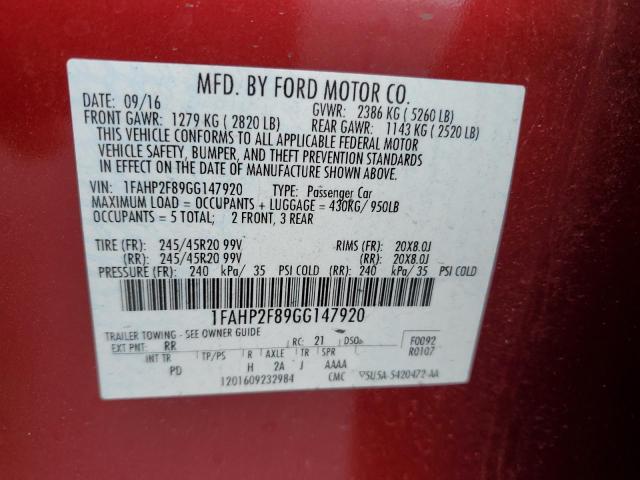 MFD. BY FORD MOTOR CO.
DATE: 09/16 GVWR: 2386 KG ( 5260 LB)
FRONT GAWR: 1279 KG ( 2820 LB) REAR GAWR: 1143 KG ( 2520 LB)
THIS VEHICLE CONFORMS TO ALL APPLICABLE FEDERAL MOTOR
VEHICLE SAFETY, BUMPER, AND THEFT PREVENTION STANDARDS
IN EFFECT ON THE DATE OF MANUFACTURE SHOWN ABOVE.
VIN: 1FAHP2F89GG147920 TYPE: Passenger Car
MAXIMUM LOAD = OCCUPANTS + LUGGAGE = 430KG/ 950LB
OCCUPANTS = 5 TOTAL; 2 FRONT, 3 REAR
TIRE (FR): 245/45R20 99V RIMS (FR): 20X8.0J
(RR): 245/45R20 99V (RR): 20X8.0J
PRESSURE (FR): 240 kPa/ 35 PSI COLD (RR): 240 kPa/ 35 PSI COLD
1FAHP2F89GG147920
TRAILER TOWING - SEE OWNER GUIDE
EXT PNT: RR RC: 21 DSO: F0092
R0107
INT TR TP/PS R AXLE TR SPR
PD H 2A J AAAA
1201609232984 CMC